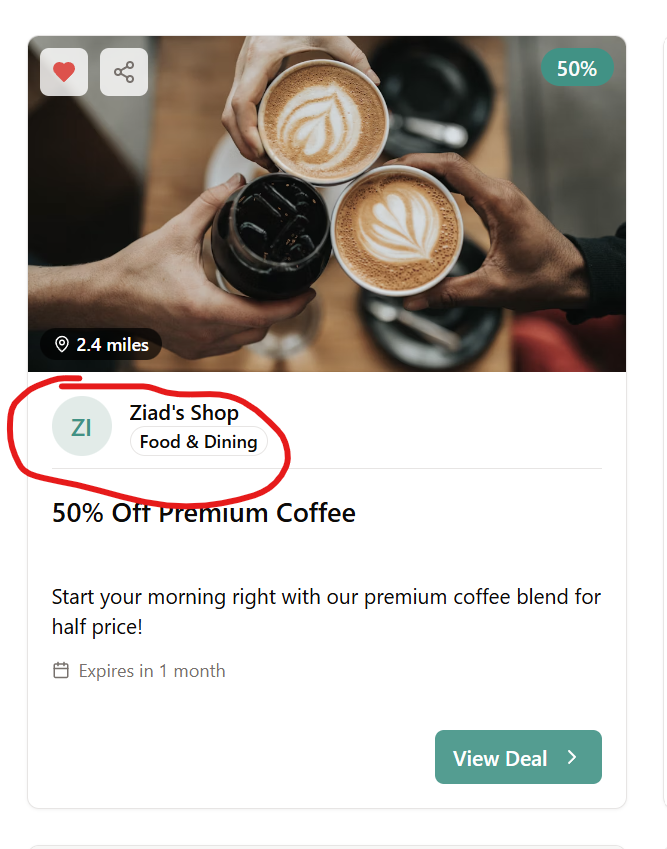 50%
2.4 miles
ZI
Ziad's Shop
Food & Dining
50% Off Premium Coffee
Start your morning right with our premium coffee blend for
half price!
Expires in 1 month
View Deal